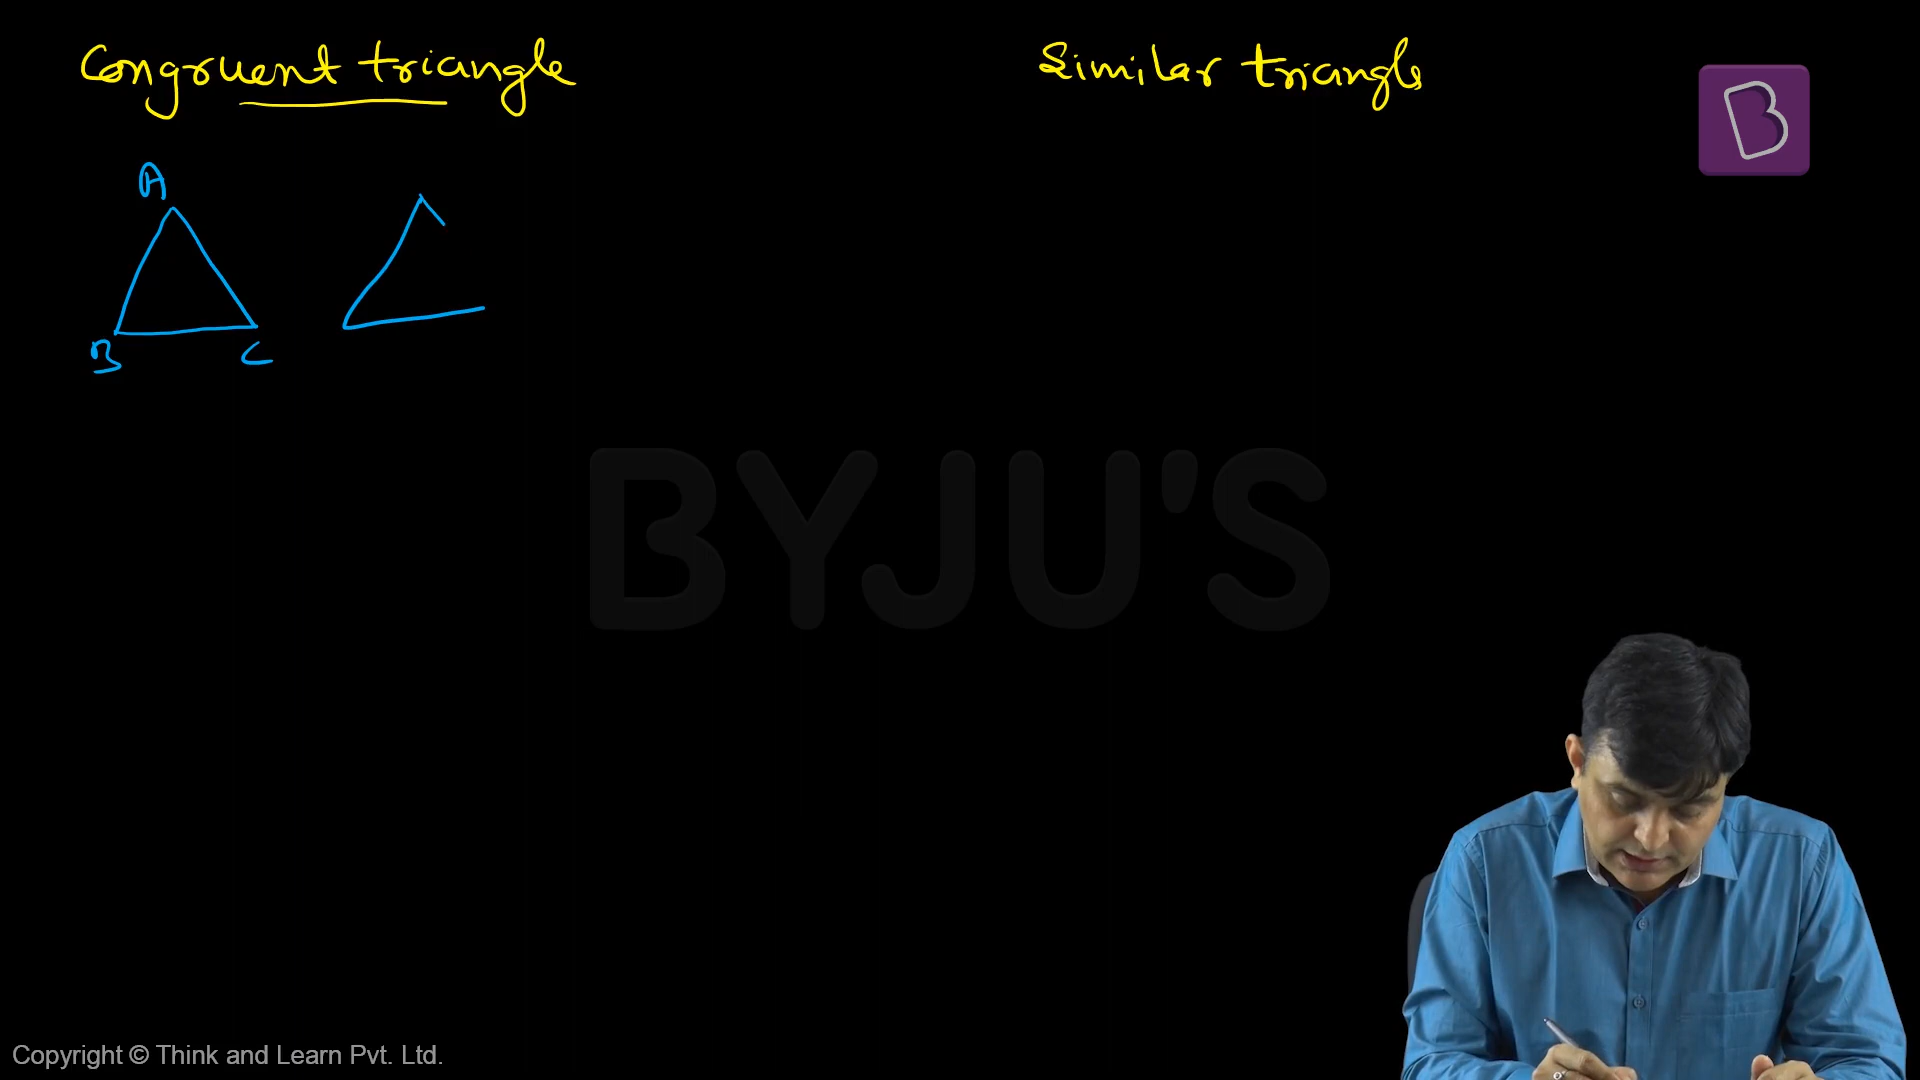 Congruent triangle
Similar triangle
B
A
B
C
BYJU'S
Copyright © Think and Learn Pvt. Ltd.